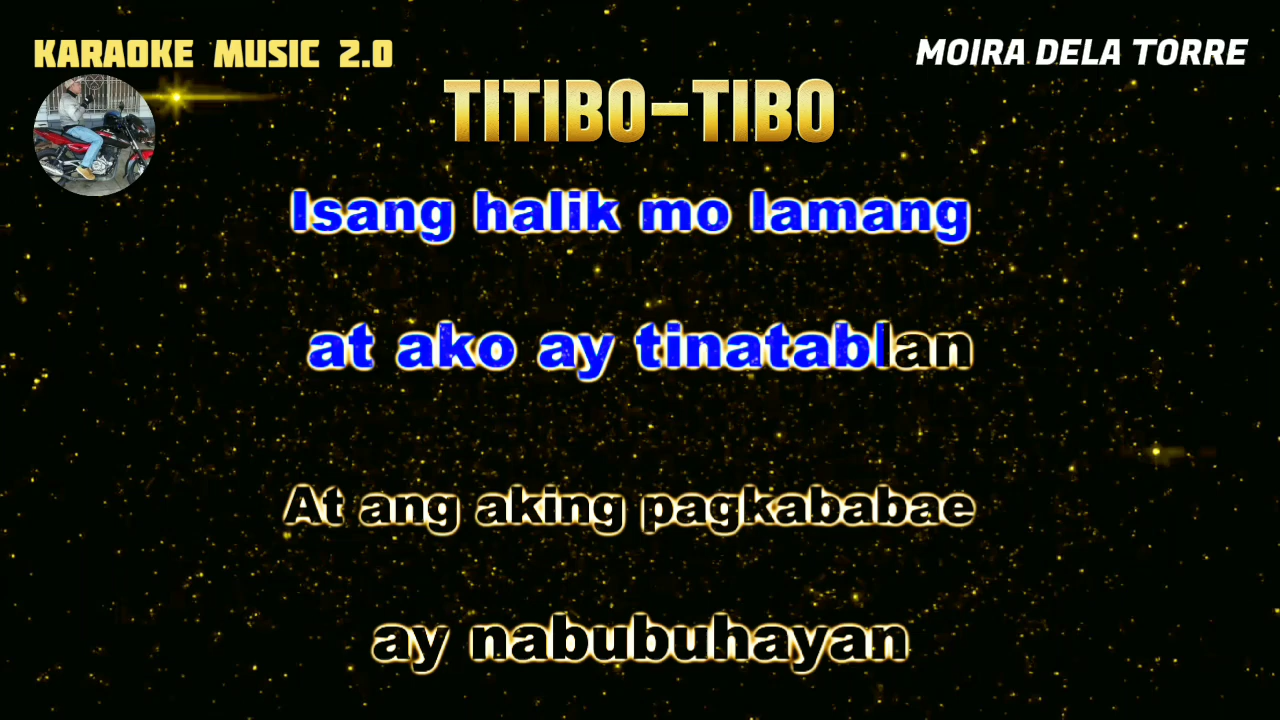 KARAOKE MUSIC 2.0
MOIRA DELA TORRE
TITIBO-TIBO
Isang halik mo lamang
at ako ay tinatablan
At ang aking pagkababae
ay nabubuhayan